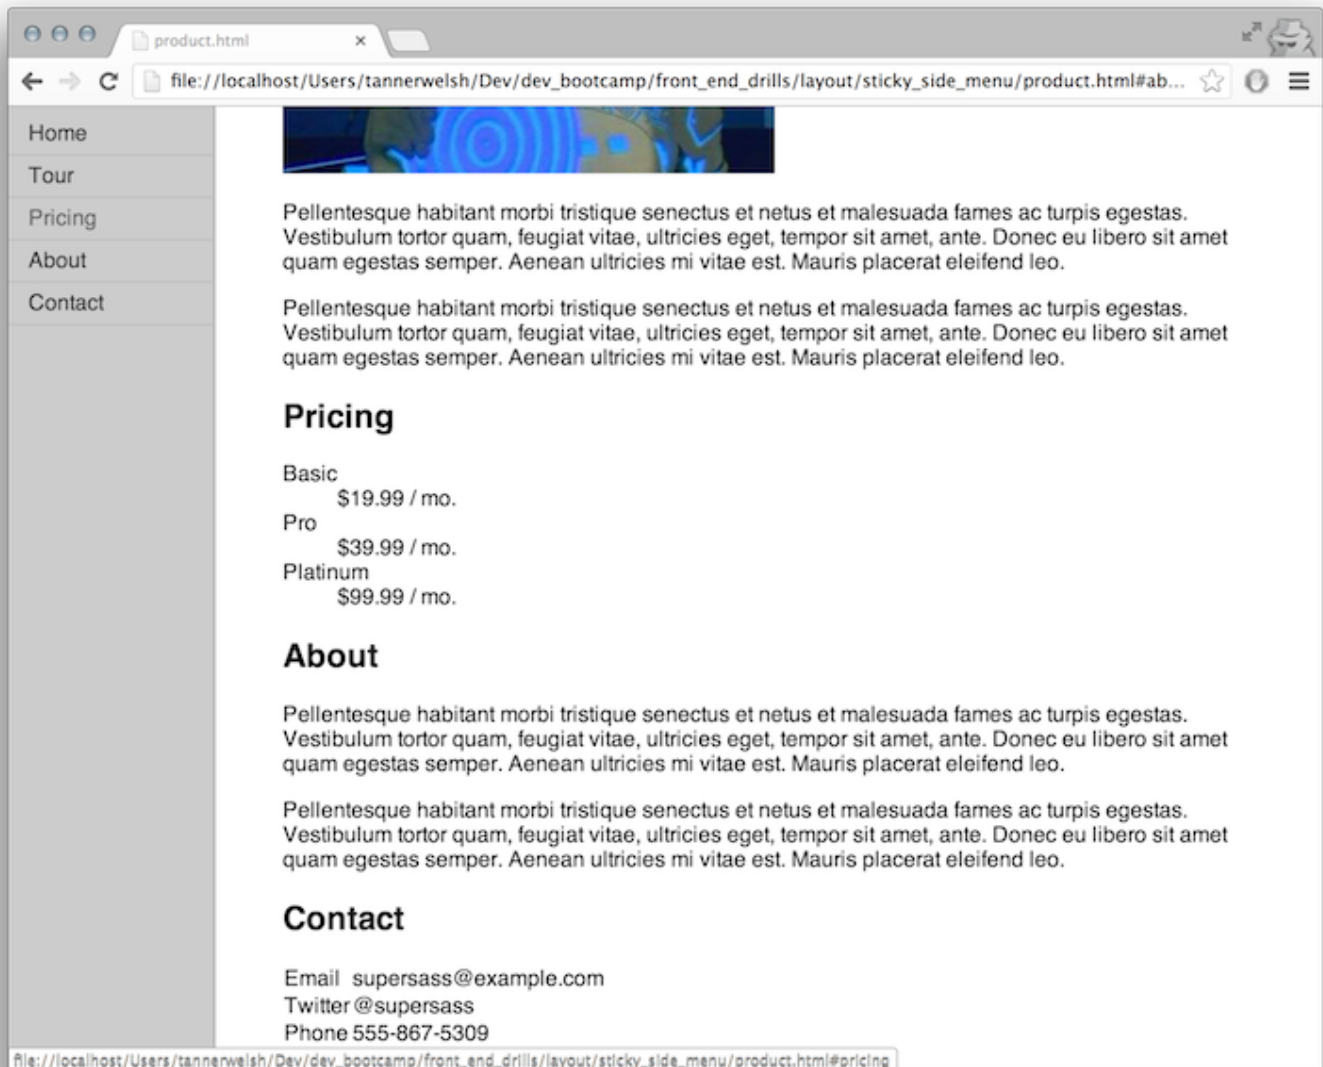 product.html
file://localhost/Users/tannerwelsh/Dev/dev_bootcamp/front_end_drills/layout/sticky_side_menu/product.html#ab...
Home
Tour
Pricing
About
Contact
Pellentesque habitant morbi tristique senectus et netus et malesuada fames ac turpis egestas.
Vestibulum tortor quam, feugiat vitae, ultricies eget, tempor sit amet, ante. Donec eu libero sit amet
quam egestas semper. Aenean ultricies mi vitae est. Mauris placerat eleifend leo.
Pellentesque habitant morbi tristique senectus et netus et malesuada fames ac turpis egestas.
Vestibulum tortor quam, feugiat vitae, ultricies eget, tempor sit amet, ante. Donec eu libero sit amet
quam egestas semper. Aenean ultricies mi vitae est. Mauris placerat eleifend leo.
Pricing
Basic
$19.99 / mo.
Pro
$39.99 / mo.
Platinum
$99.99 / mo.
About
Pellentesque habitant morbi tristique senectus et netus et malesuada fames ac turpis egestas.
Vestibulum tortor quam, feugiat vitae, ultricies eget, tempor sit amet, ante. Donec eu libero sit amet
quam egestas semper. Aenean ultricies mi vitae est. Mauris placerat eleifend leo.
Pellentesque habitant morbi tristique senectus et netus et malesuada fames ac turpis egestas.
Vestibulum tortor quam, feugiat vitae, ultricies eget, tempor sit amet, ante. Donec eu libero sit amet
quam egestas semper. Aenean ultricies mi vitae est. Mauris placerat eleifend leo.
Contact
Email supersass@example.com
Twitter @supersass
Phone 555-867-5309
file://localhost/Users/tannerwelsh/Dev/dev_bootcamp/front_end_drills/layout/sticky_side_menu/product.html#pricing